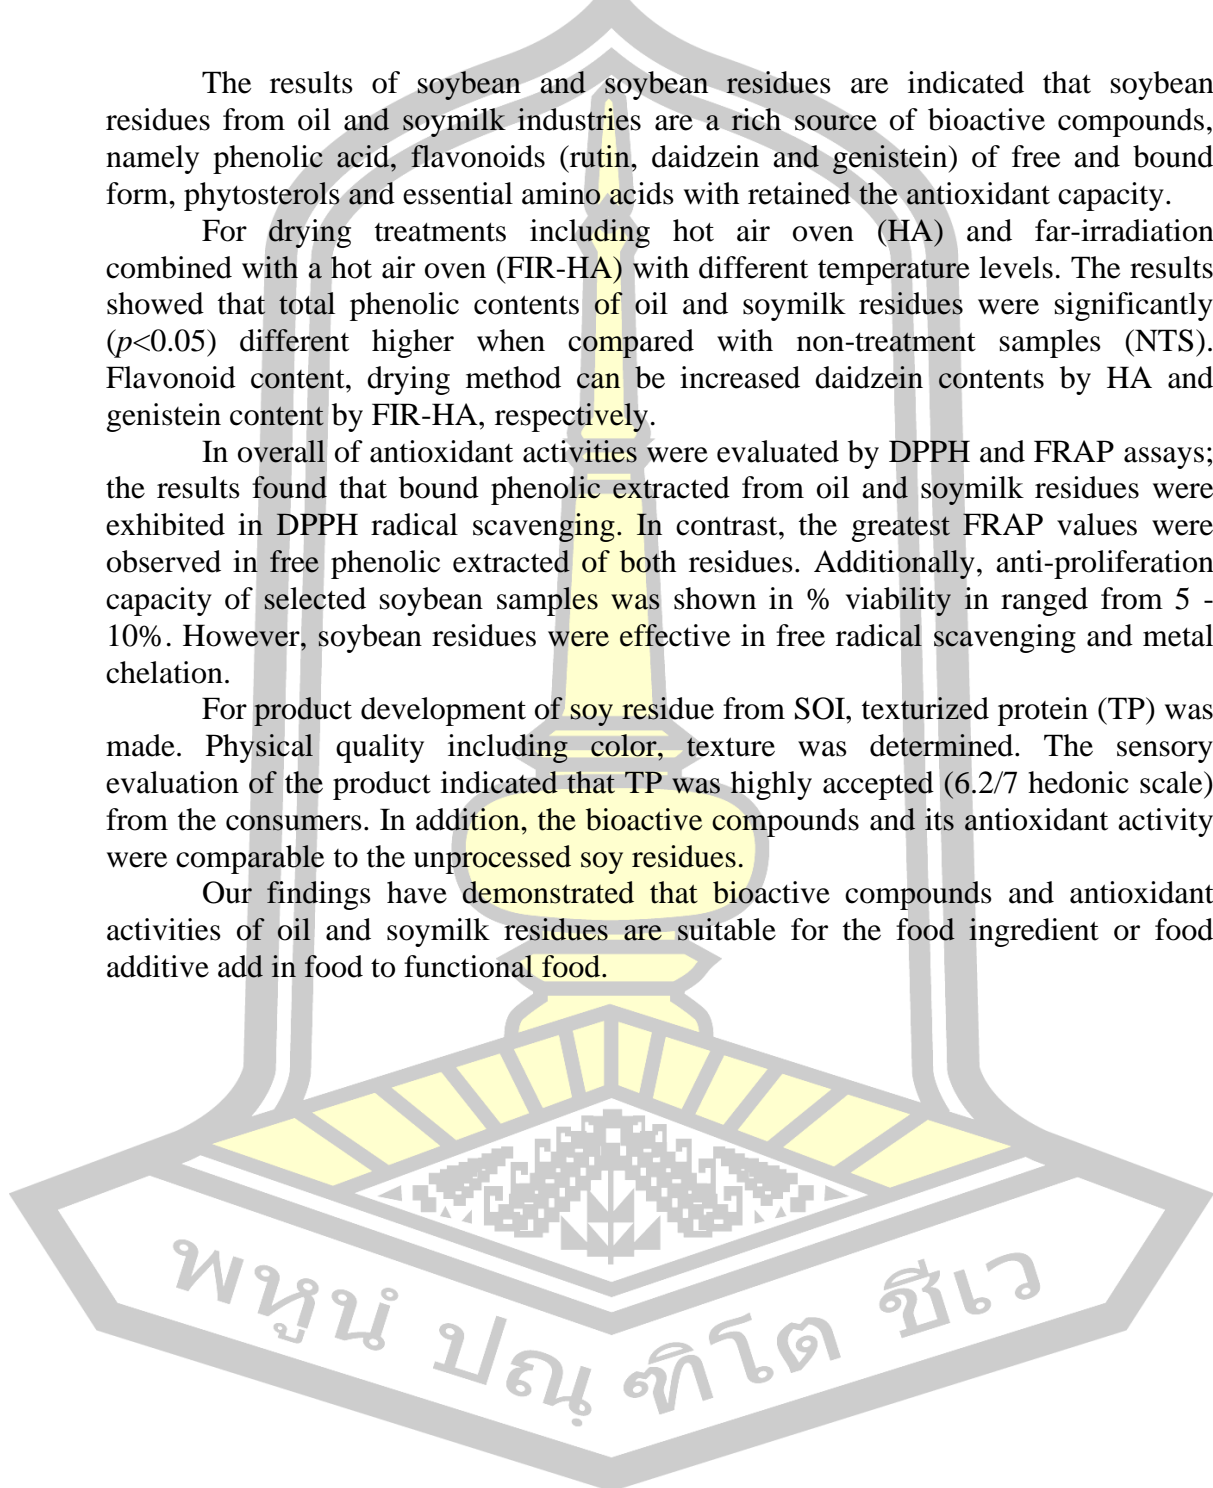 The results of soybean and soybean residues are indicated that soybean
residues from oil and soymilk industries are a rich source of bioactive compounds,
namely phenolic acid, flavonoids (rutin, daidzein and genistein) of free and bound
form, phytosterols and essential amino acids with retained the antioxidant capacity.
For drying treatments including hot air oven (HA) and far-irradiation
combined with a hot air oven (FIR-HA) with different temperature levels. The results
showed that total phenolic contents of oil and soymilk residues were significantly
(p<0.05) different higher when compared with non-treatment samples (NTS).
Flavonoid content, drying method can be increased daidzein contents by HA and
genistein content by FIR-HA, respectively.
In overall of antioxidant activities were evaluated by DPPH and FRAP assays;
the results found that bound phenolic extracted from oil and soymilk residues were
exhibited in DPPH radical scavenging. In contrast, the greatest FRAP values were
observed in free phenolic extracted of both residues. Additionally, anti-proliferation
capacity of selected soybean samples was shown in % viability in ranged from 5 -
10%. However, soybean residues were effective in free radical scavenging and metal
chelation.
For product development of soy residue from SOI, texturized protein (TP) was
made. Physical quality including color, texture was determined. The sensory
evaluation of the product indicated that TP was highly accepted (6.2/7 hedonic scale)
from the consumers. In addition, the bioactive compounds and its antioxidant activity
were comparable to the unprocessed soy residues.
Our findings have demonstrated that bioactive compounds and antioxidant
activities of oil and soymilk residues are suitable for the food ingredient or food
additive add in food to functional food.
พหูนํ ปณฺฑิโต ชีเว